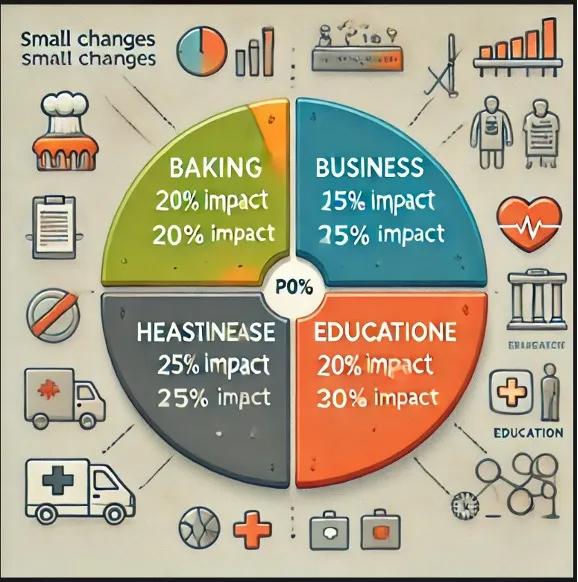 Small changes
small changes
BAKING
20% impact
20% impact
BUSINESS
25% impact
25% impact
P0%
HEASTINEASE
25% impact
25% impact
EDUCATIONE
20% impact
30% impact
EDUCATION